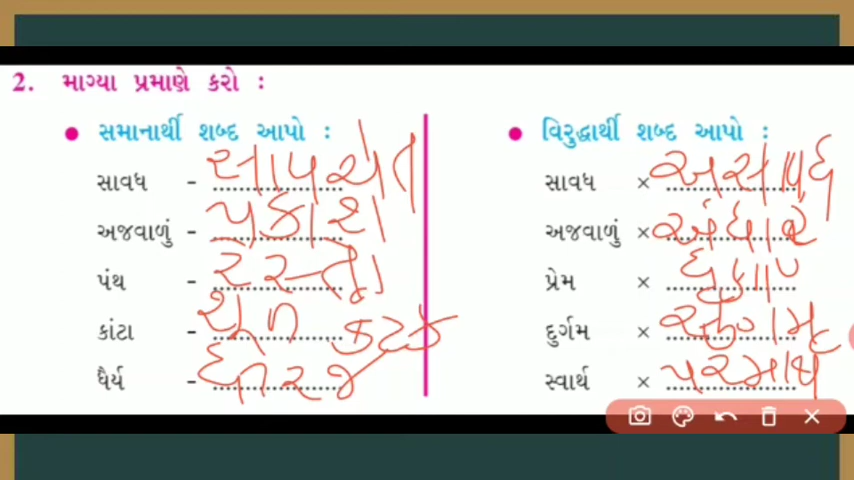 2. માગ્યા પ્રમાણે કરો :
સમાનાર્થી શબ્દ આપો :
સાવધ - સાવચેત
અજવાળું - પ્રકાશ
પંથ - રસ્તો
કાંટા - શૂળ કંટક
ધૈર્ય - ધીરજ
વિરુદ્ધાર્થી શબ્દ આપો :
સાવધ × અસાવધ
અજવાળું × અંધારું
પ્રેમ ×
દુર્ગમ × સુગમ
સ્વાર્થ × પરમાર્થ